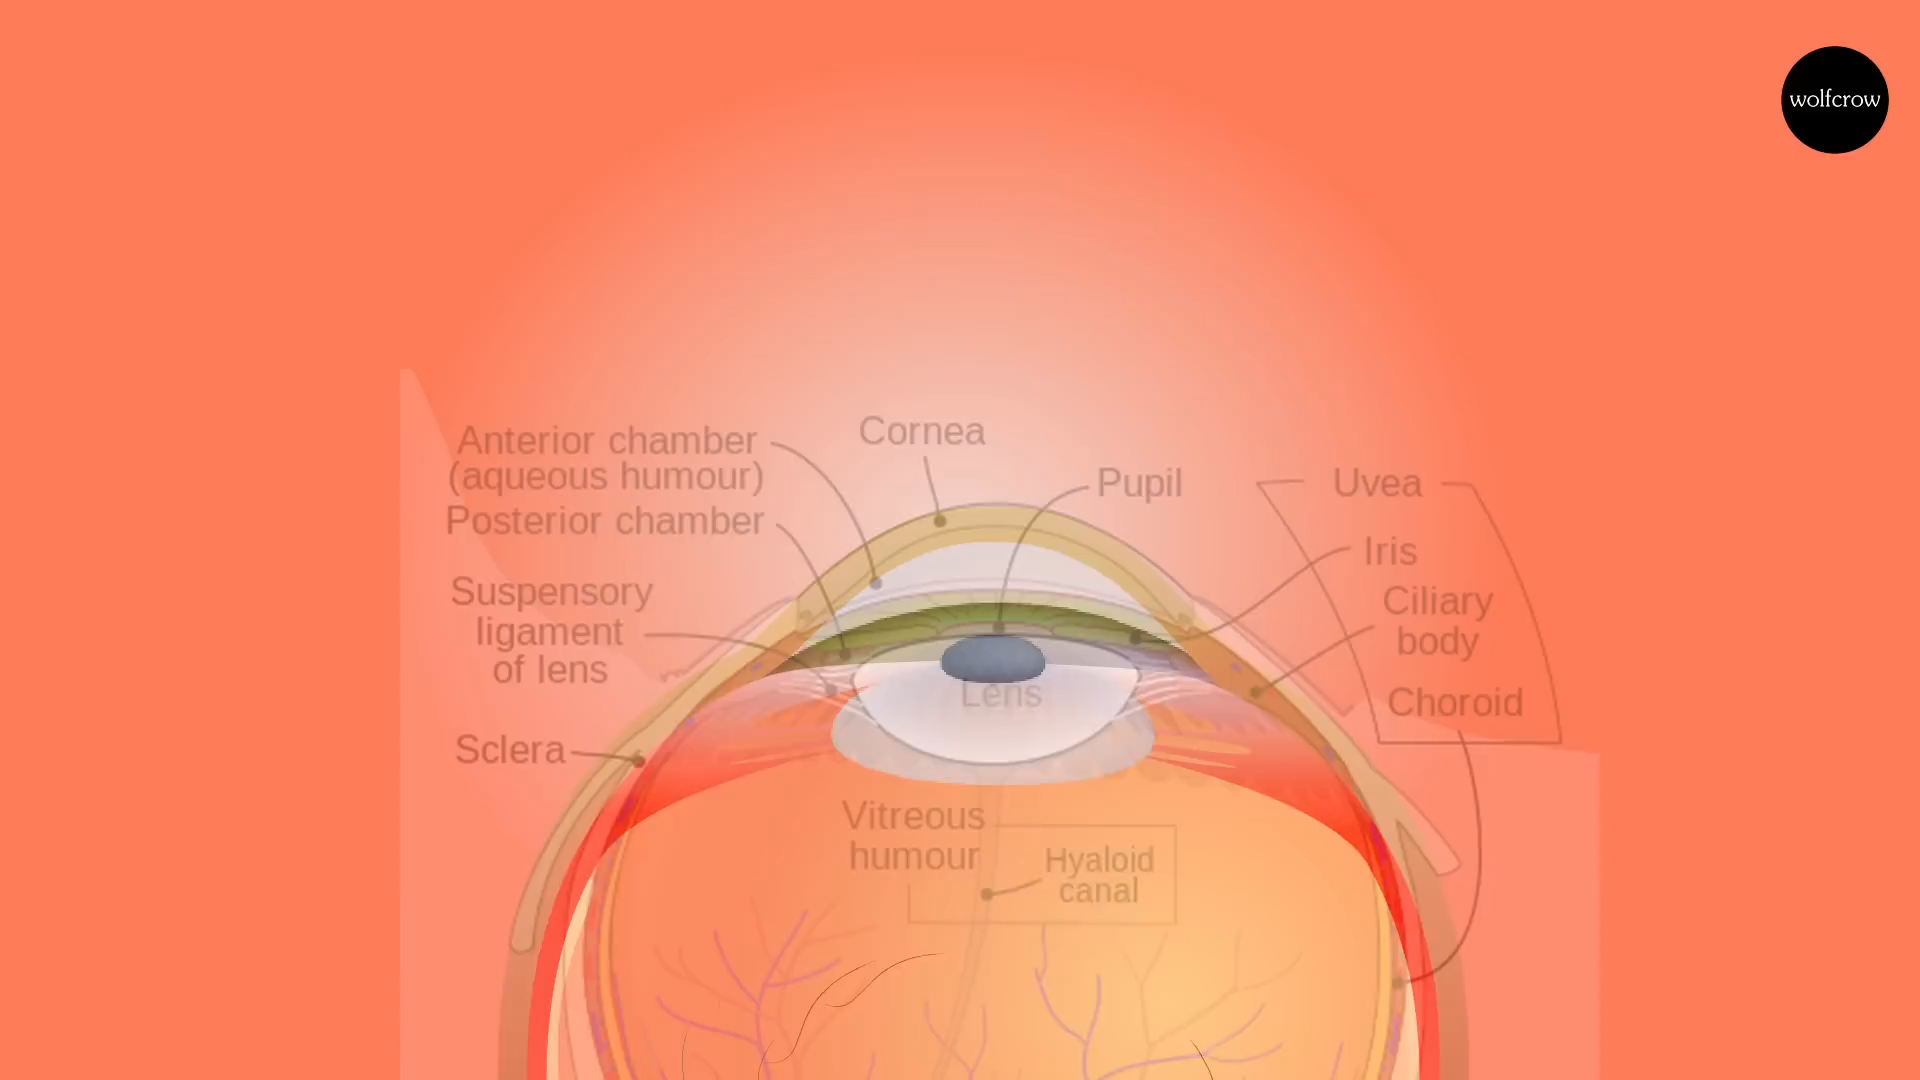 wolfcrow
Anterior chamber
(aqueous humour)
Posterior chamber
Suspensory
ligament
of lens
Sclera
Cornea
Pupil
Uvea
Iris
Ciliary
body
Choroid
Lens
Vitreous
humour
Hyaloid
canal